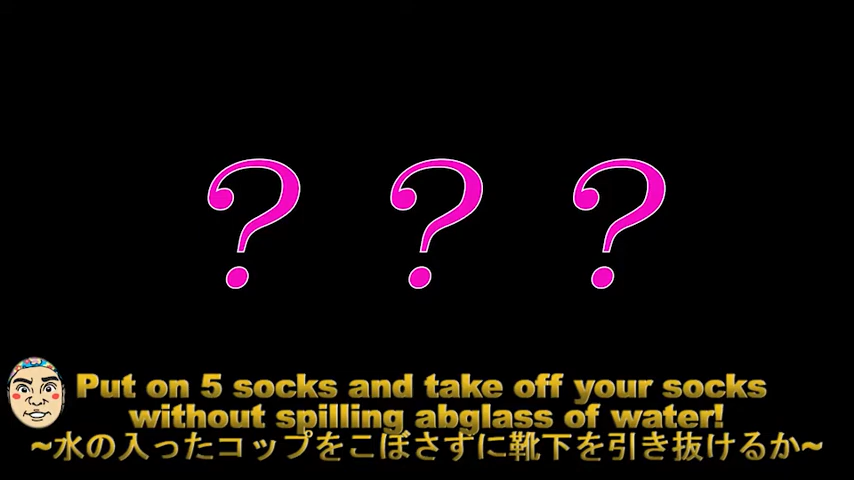 ? ? ?
Put on 5 socks and take off your socks
without spilling abglass of water!
~水の入ったコップをこぼさずに靴下を引き抜けるか~